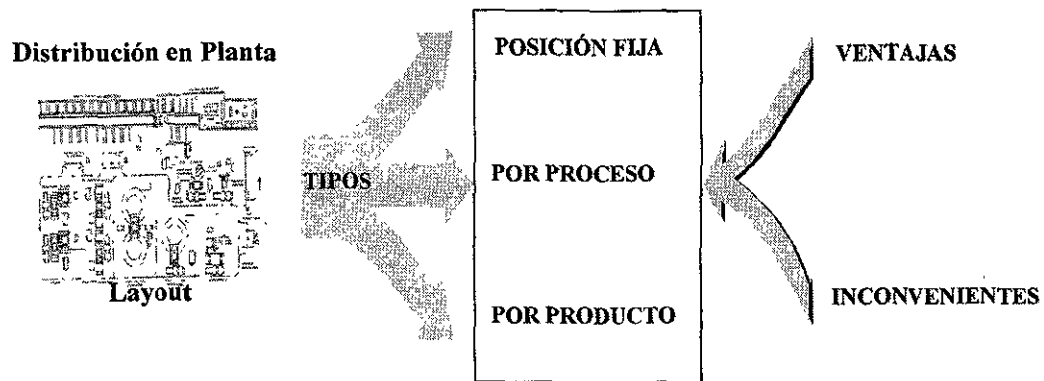 Distribución en Planta
Layout
TIPOS
POSICIÓN FIJA
POR PROCESO
POR PRODUCTO
VENTAJAS
INCONVENIENTES